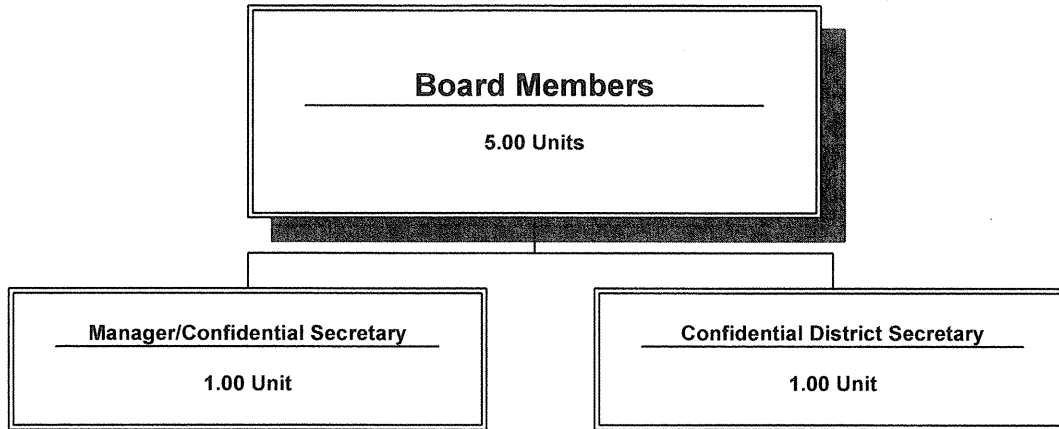 Board Members
5.00 Units
Manager/Confidential Secretary
1.00 Unit
Confidential District Secretary
1.00 Unit